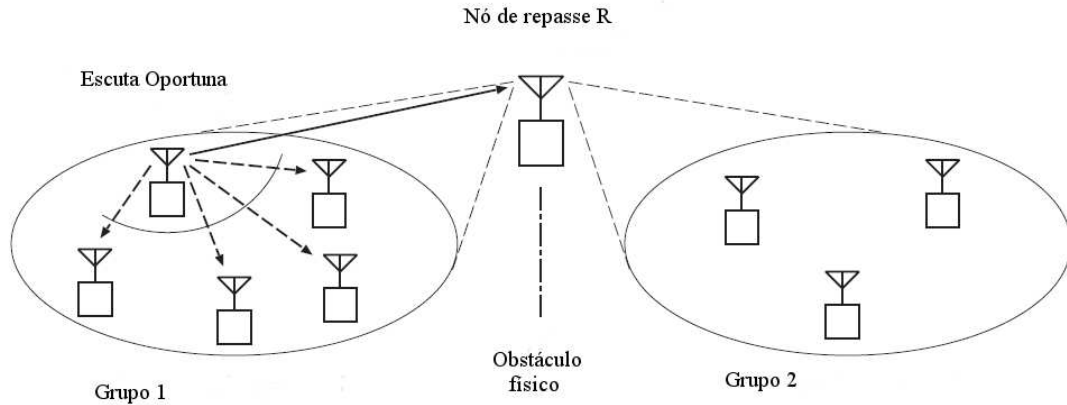 Nó de repasse R
Escuta Oportuna
Obstáculo
físico
Grupo 1
Grupo 2